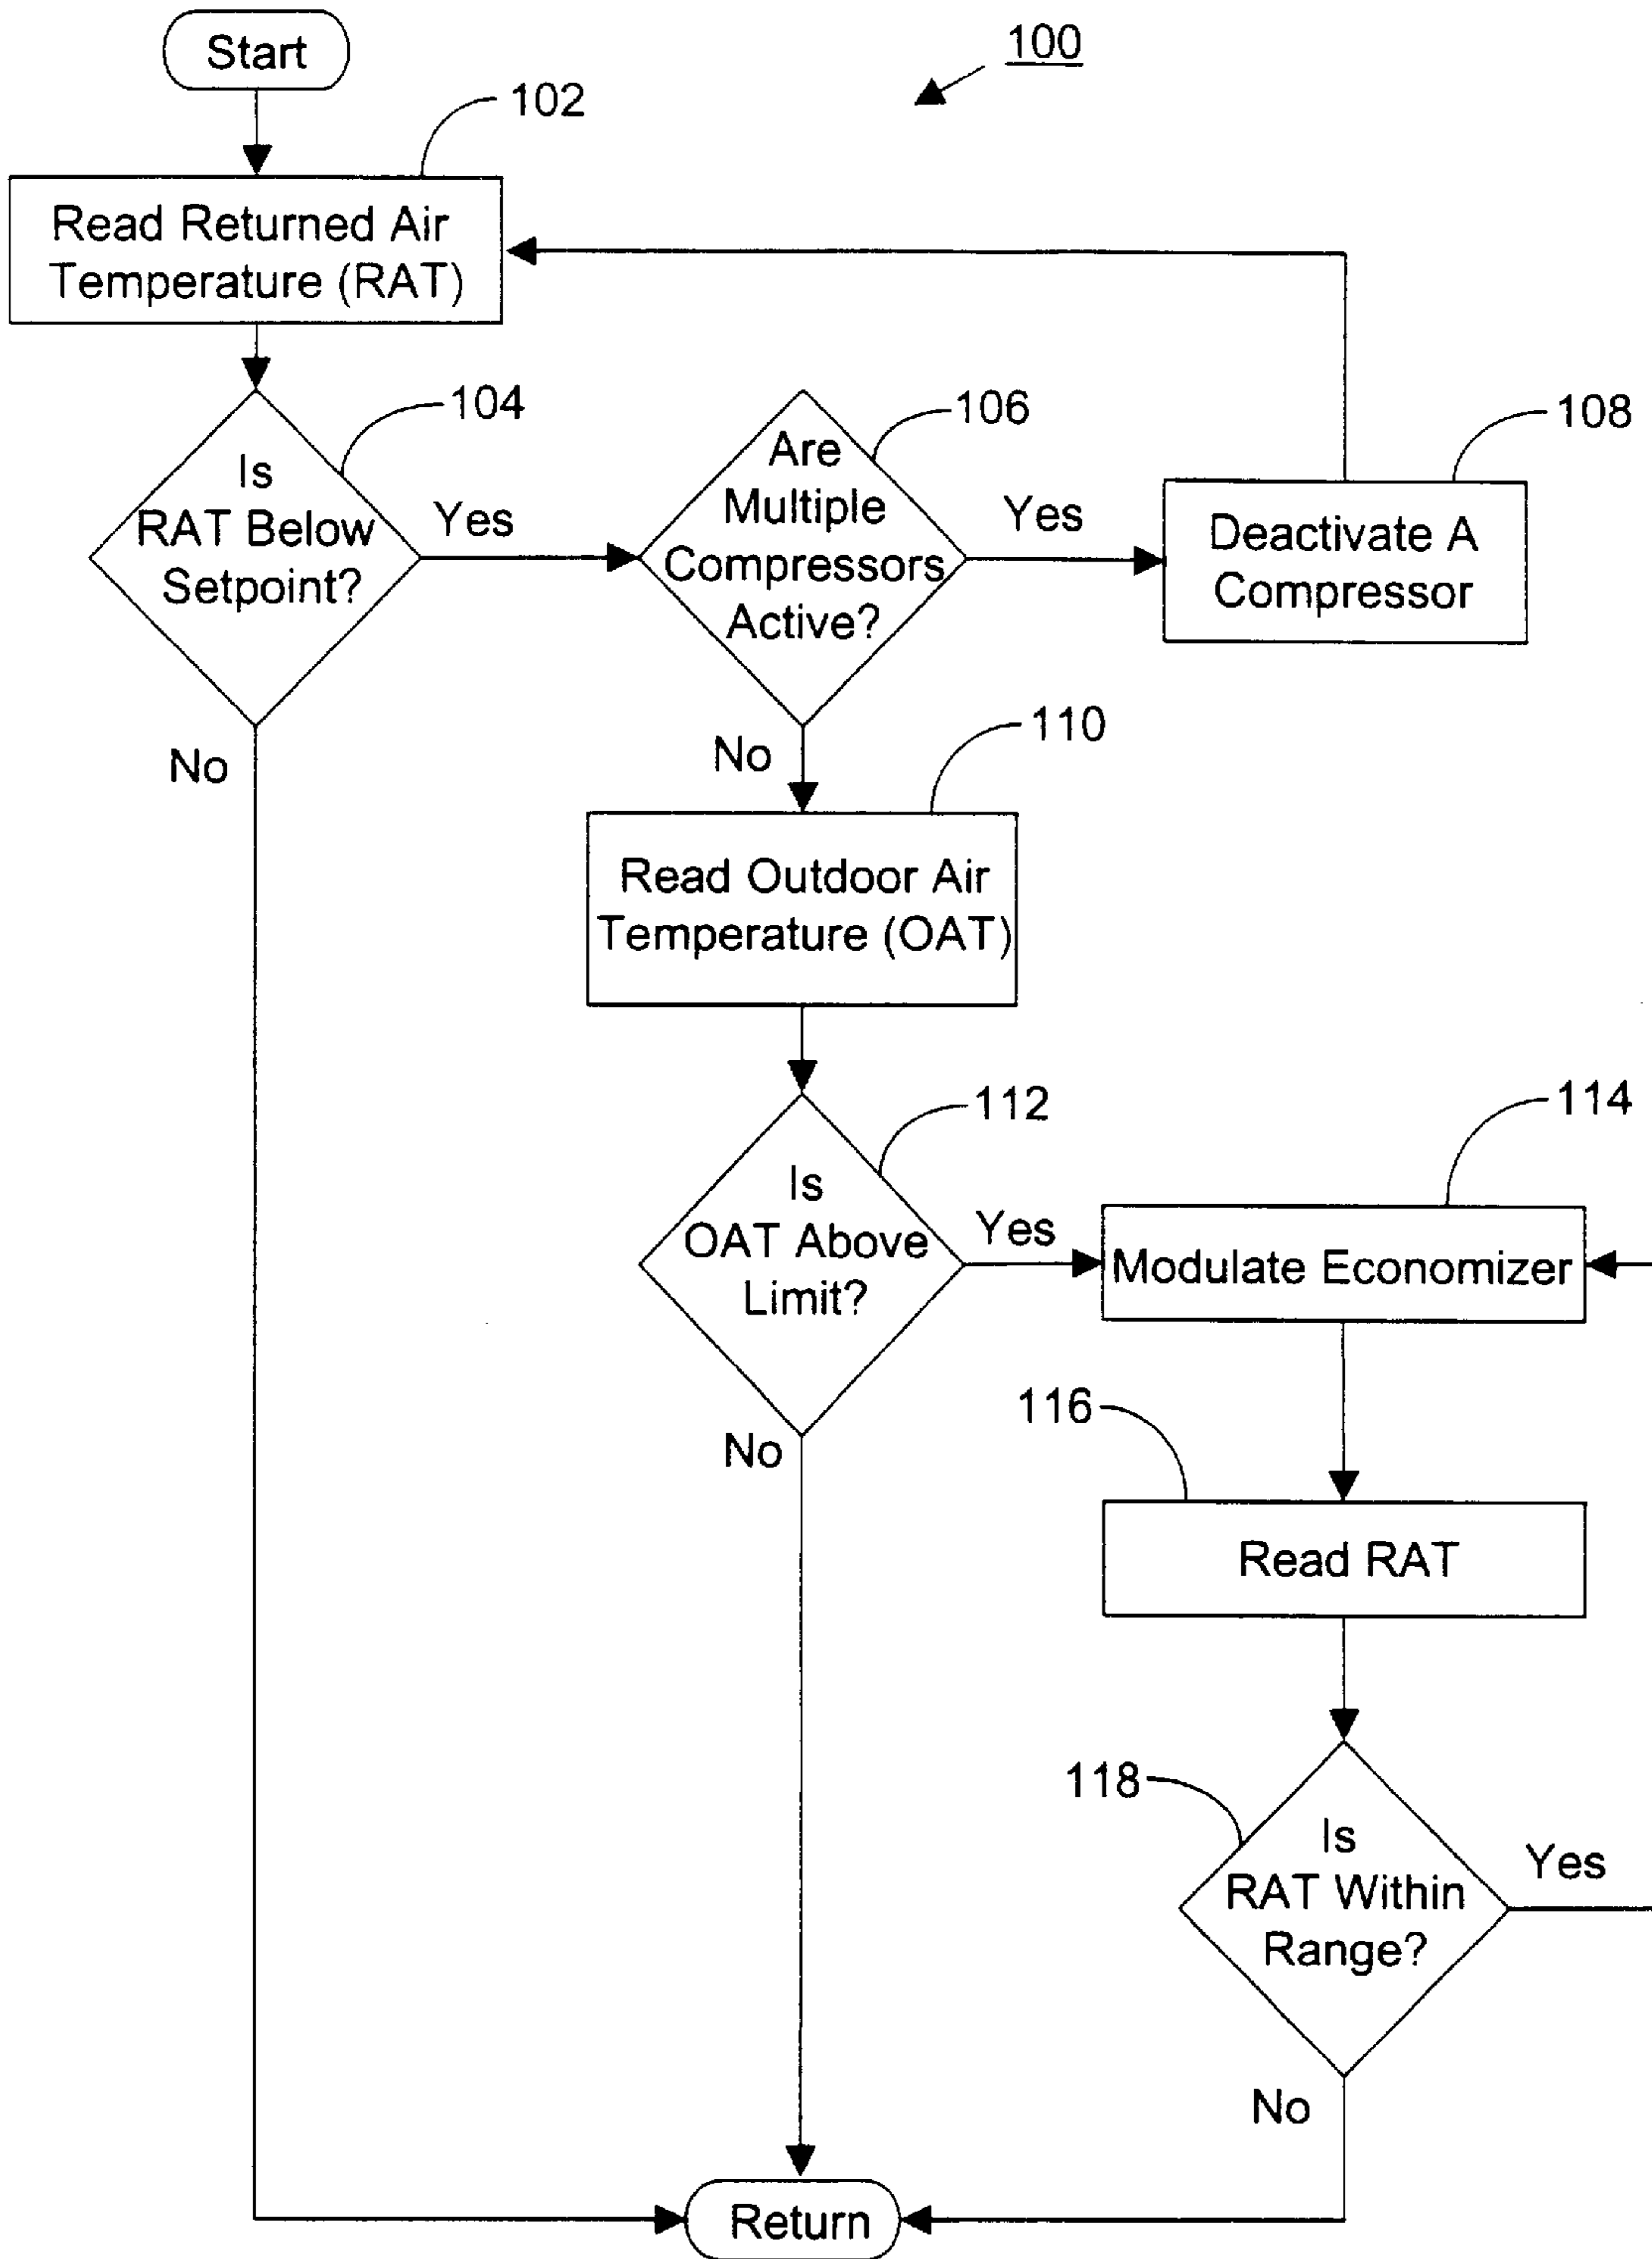 Start
100
102
Read Returned Air
Temperature (RAT)
104
Is
RAT Below
Setpoint?
Yes
No
106
Are
Multiple
Compressors
Active?
Yes
No
108
Deactivate A
Compressor
110
Read Outdoor Air
Temperature (OAT)
112
Is
OAT Above
Limit?
Yes
No
114
Modulate Economizer
116
Read RAT
118
Is
RAT Within
Range?
Yes
No
Return